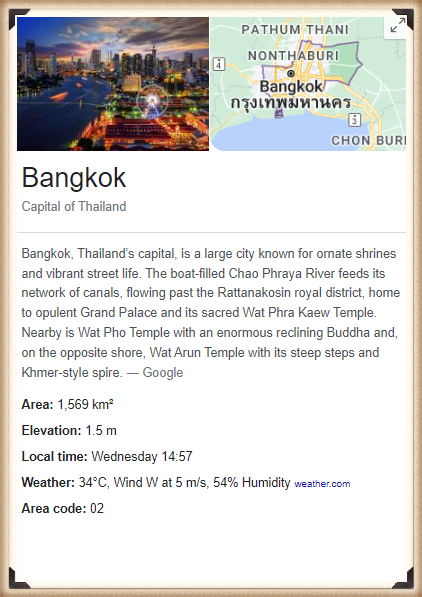 PATHUM THANI
4
NONTHABURI
Bangkok
กรุงเทพมหานคร
3
CHON BURI
Bangkok
Capital of Thailand
Bangkok, Thailand’s capital, is a large city known for ornate shrines
and vibrant street life. The boat-filled Chao Phraya River feeds its
network of canals, flowing past the Rattanakosin royal district, home
to opulent Grand Palace and its sacred Wat Phra Kaew Temple.
Nearby is Wat Pho Temple with an enormous reclining Buddha and,
on the opposite shore, Wat Arun Temple with its steep steps and
Khmer-style spire. — Google
Area: 1,569 km²
Elevation: 1.5 m
Local time: Wednesday 14:57
Weather: 34°C, Wind W at 5 m/s, 54% Humidity weather.com
Area code: 02